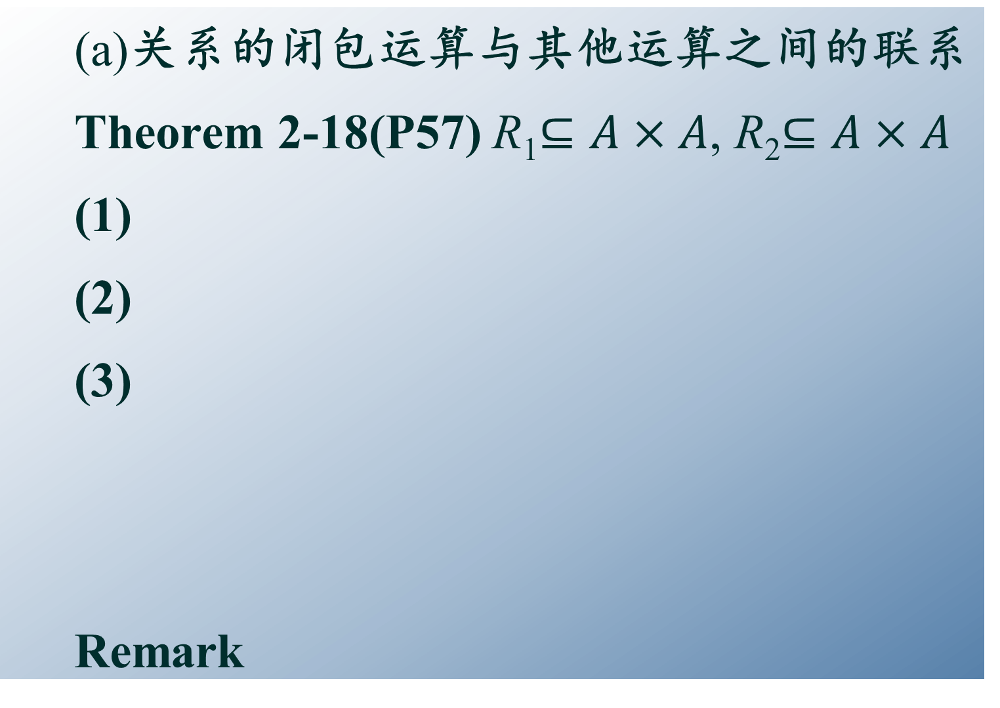 (a)关系的闭包运算与其他运算之间的联系
Theorem 2-18(P57) R₁⊆ A × A, R₂⊆ A × A
(1)
(2)
(3)
Remark